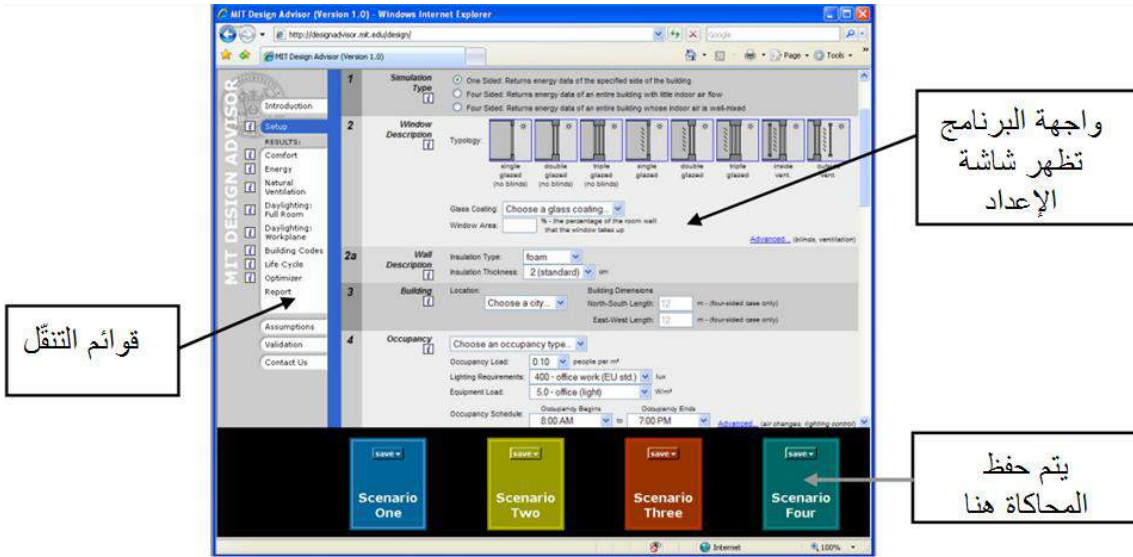 MIT Design Advisor (Version 1.0) - Windows Internet Explorer
http://designadvisor.mit.edu/design/
Google
MIT Design Advisor (Version 1.0)
Page
Tools
MIT DESIGN ADVISOR
Introduction
Setup
RESULTS:
Comfort
Energy
Natural
Ventilation
Daylighting:
Full Room
Daylighting:
Workplane
Building Codes
Life Cycle
Optimizer
Report
Assumptions
Validation
Contact Us
1 Simulation
Type
One Sided: Returns energy data of the specified side of the building
Four Sided: Returns energy data of an entire building with little indoor air flow
Four Sided: Returns energy data of an entire building whose indoor air is well-mixed
2 Window
Description
Typology:
single
glazed
(no blinds)
double
glazed
(no blinds)
triple
glazed
(no blinds)
single
glazed
double
glazed
triple
glazed
inside
vent.
vent.
Glass Coating: Choose a glass coating...
Window Area: % - the percentage of the room wall
that the window takes up
Advanced... (blinds, ventilation)
2a Wall
Description
Insulation Type: foam
Insulation Thickness: 2 (standard) cm
3 Building
Location: Choose a city...
Building Dimensions
North-South Length: 12 m - (four-sided case only)
East-West Length: 12 m - (four-sided case only)
4 Occupancy
Choose an occupancy type...
Occupancy Load: 0.10 people per m²
Lighting Requirements: 400 - office work (EU std.) lux
Equipment Load: 5.0 - office (light) W/m²
Occupancy Schedule: Occupancy Begins Occupancy Ends
8:00 AM to 7:00 PM
Advanced... (air changes, lighting control)
save
Scenario
One
save
Scenario
Two
save
Scenario
Three
save
Scenario
Four
Internet
100%
واجهة البرنامج
تظهر شاشة
الإعداد
قوائم التنقّل
يتم حفظ
المحاكاة هنا